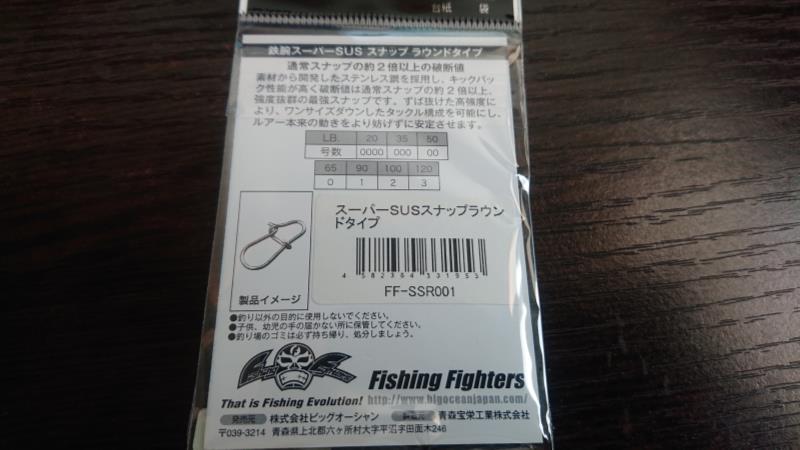 台紙 袋
鉄腕スーパーSUS スナップ ラウンドタイプ
通常スナップの約2倍以上の破断値
素材から開発したステンレス鋼を採用し、キックバッ
ク性能が高く破断値は通常スナップの約2倍以上、
強度抜群の最強スナップです。ずば抜けた高強度に
より、ワンサイズダウンしたタックル構成を可能にし、
ルアー本来の動きをより妨げずに安定させます。
LB. 20 35 50
号数 0000 000 00
65 90 100 120
0 1 2 3
スーパーSUSスナップラウン
ドタイプ
4 582364 331955
FF-SSR001
製品イメージ
●釣り以外の目的に使用しないでください。
●子供、幼児の手の届かない所に保管してください。
●釣り場のゴミは必ず持ち帰り、処分しましょう。
Fishing Fighters
That is Fishing Evolution! http://www.bigoceanjapan.com/
発売元 株式会社ビッグオーシャン 製造元 青森宝栄工業株式会社
〒039-3214 青森県上北郡六ヶ所村大字平沼字田面木246